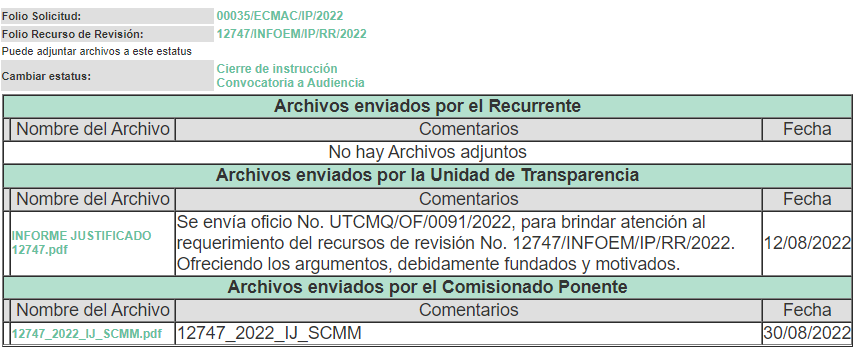 Folio Solicitud: 00035/ECMAC/IP/2022
Folio Recurso de Revisión: 12747/INFOEM/IP/RR/2022
Puede adjuntar archivos a este estatus
Cambiar estatus: Cierre de instrucción
Convocatoria a Audiencia
Archivos enviados por el Recurrente
Nombre del Archivo Comentarios Fecha
No hay Archivos adjuntos
Archivos enviados por la Unidad de Transparencia
Nombre del Archivo Comentarios Fecha
INFORME JUSTIFICADO 12747.pdf
Se envía oficio No. UTCMQ/OF/0091/2022, para brindar atención al
requerimiento del recursos de revisión No. 12747/INFOEM/IP/RR/2022.
Ofreciendo los argumentos, debidamente fundados y motivados.
12/08/2022
Archivos enviados por el Comisionado Ponente
Nombre del Archivo Comentarios Fecha
12747_2022_IJ_SCMM.pdf 12747_2022_IJ_SCMM 30/08/2022